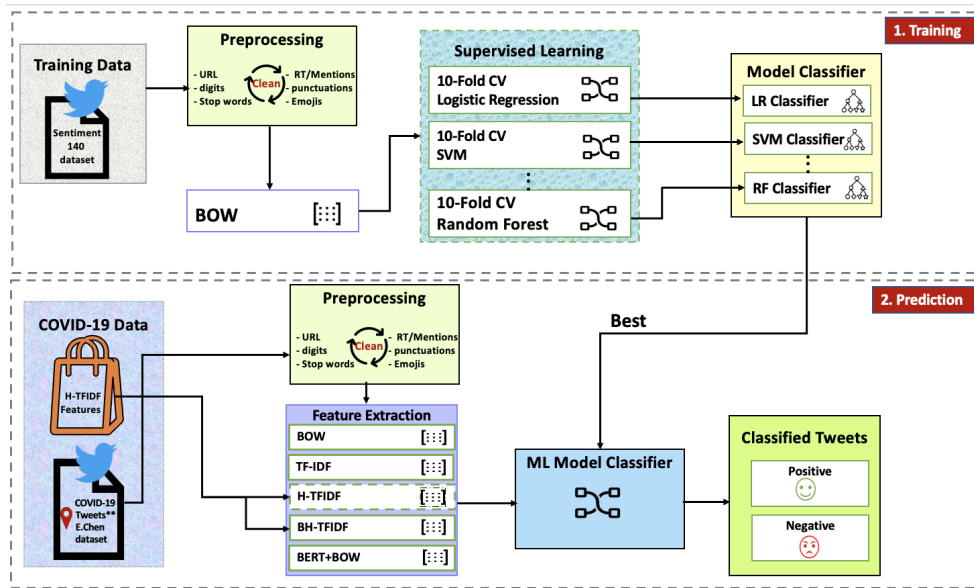 1. Training
Training Data
Sentiment
140
dataset
Preprocessing
- URL
- digits
- Stop words
Clean
- RT/Mentions
- punctuations
- Emojis
BOW
[:::]
Supervised Learning
10-Fold CV
Logistic Regression
10-Fold CV
SVM
10-Fold CV
Random Forest
Model Classifier
LR Classifier
SVM Classifier
RF Classifier
2. Prediction
COVID-19 Data
H-TFIDF
Features
COVID-19
Tweets**
E.Chen
dataset
Preprocessing
- URL
- digits
- Stop words
Clean
- RT/Mentions
- punctuations
- Emojis
Feature Extraction
BOW [:::]
TF-IDF [:::]
H-TFIDF [:::]
BH-TFIDF [:::]
BERT+BOW [:::]
Best
ML Model Classifier
Classified Tweets
Positive
Negative